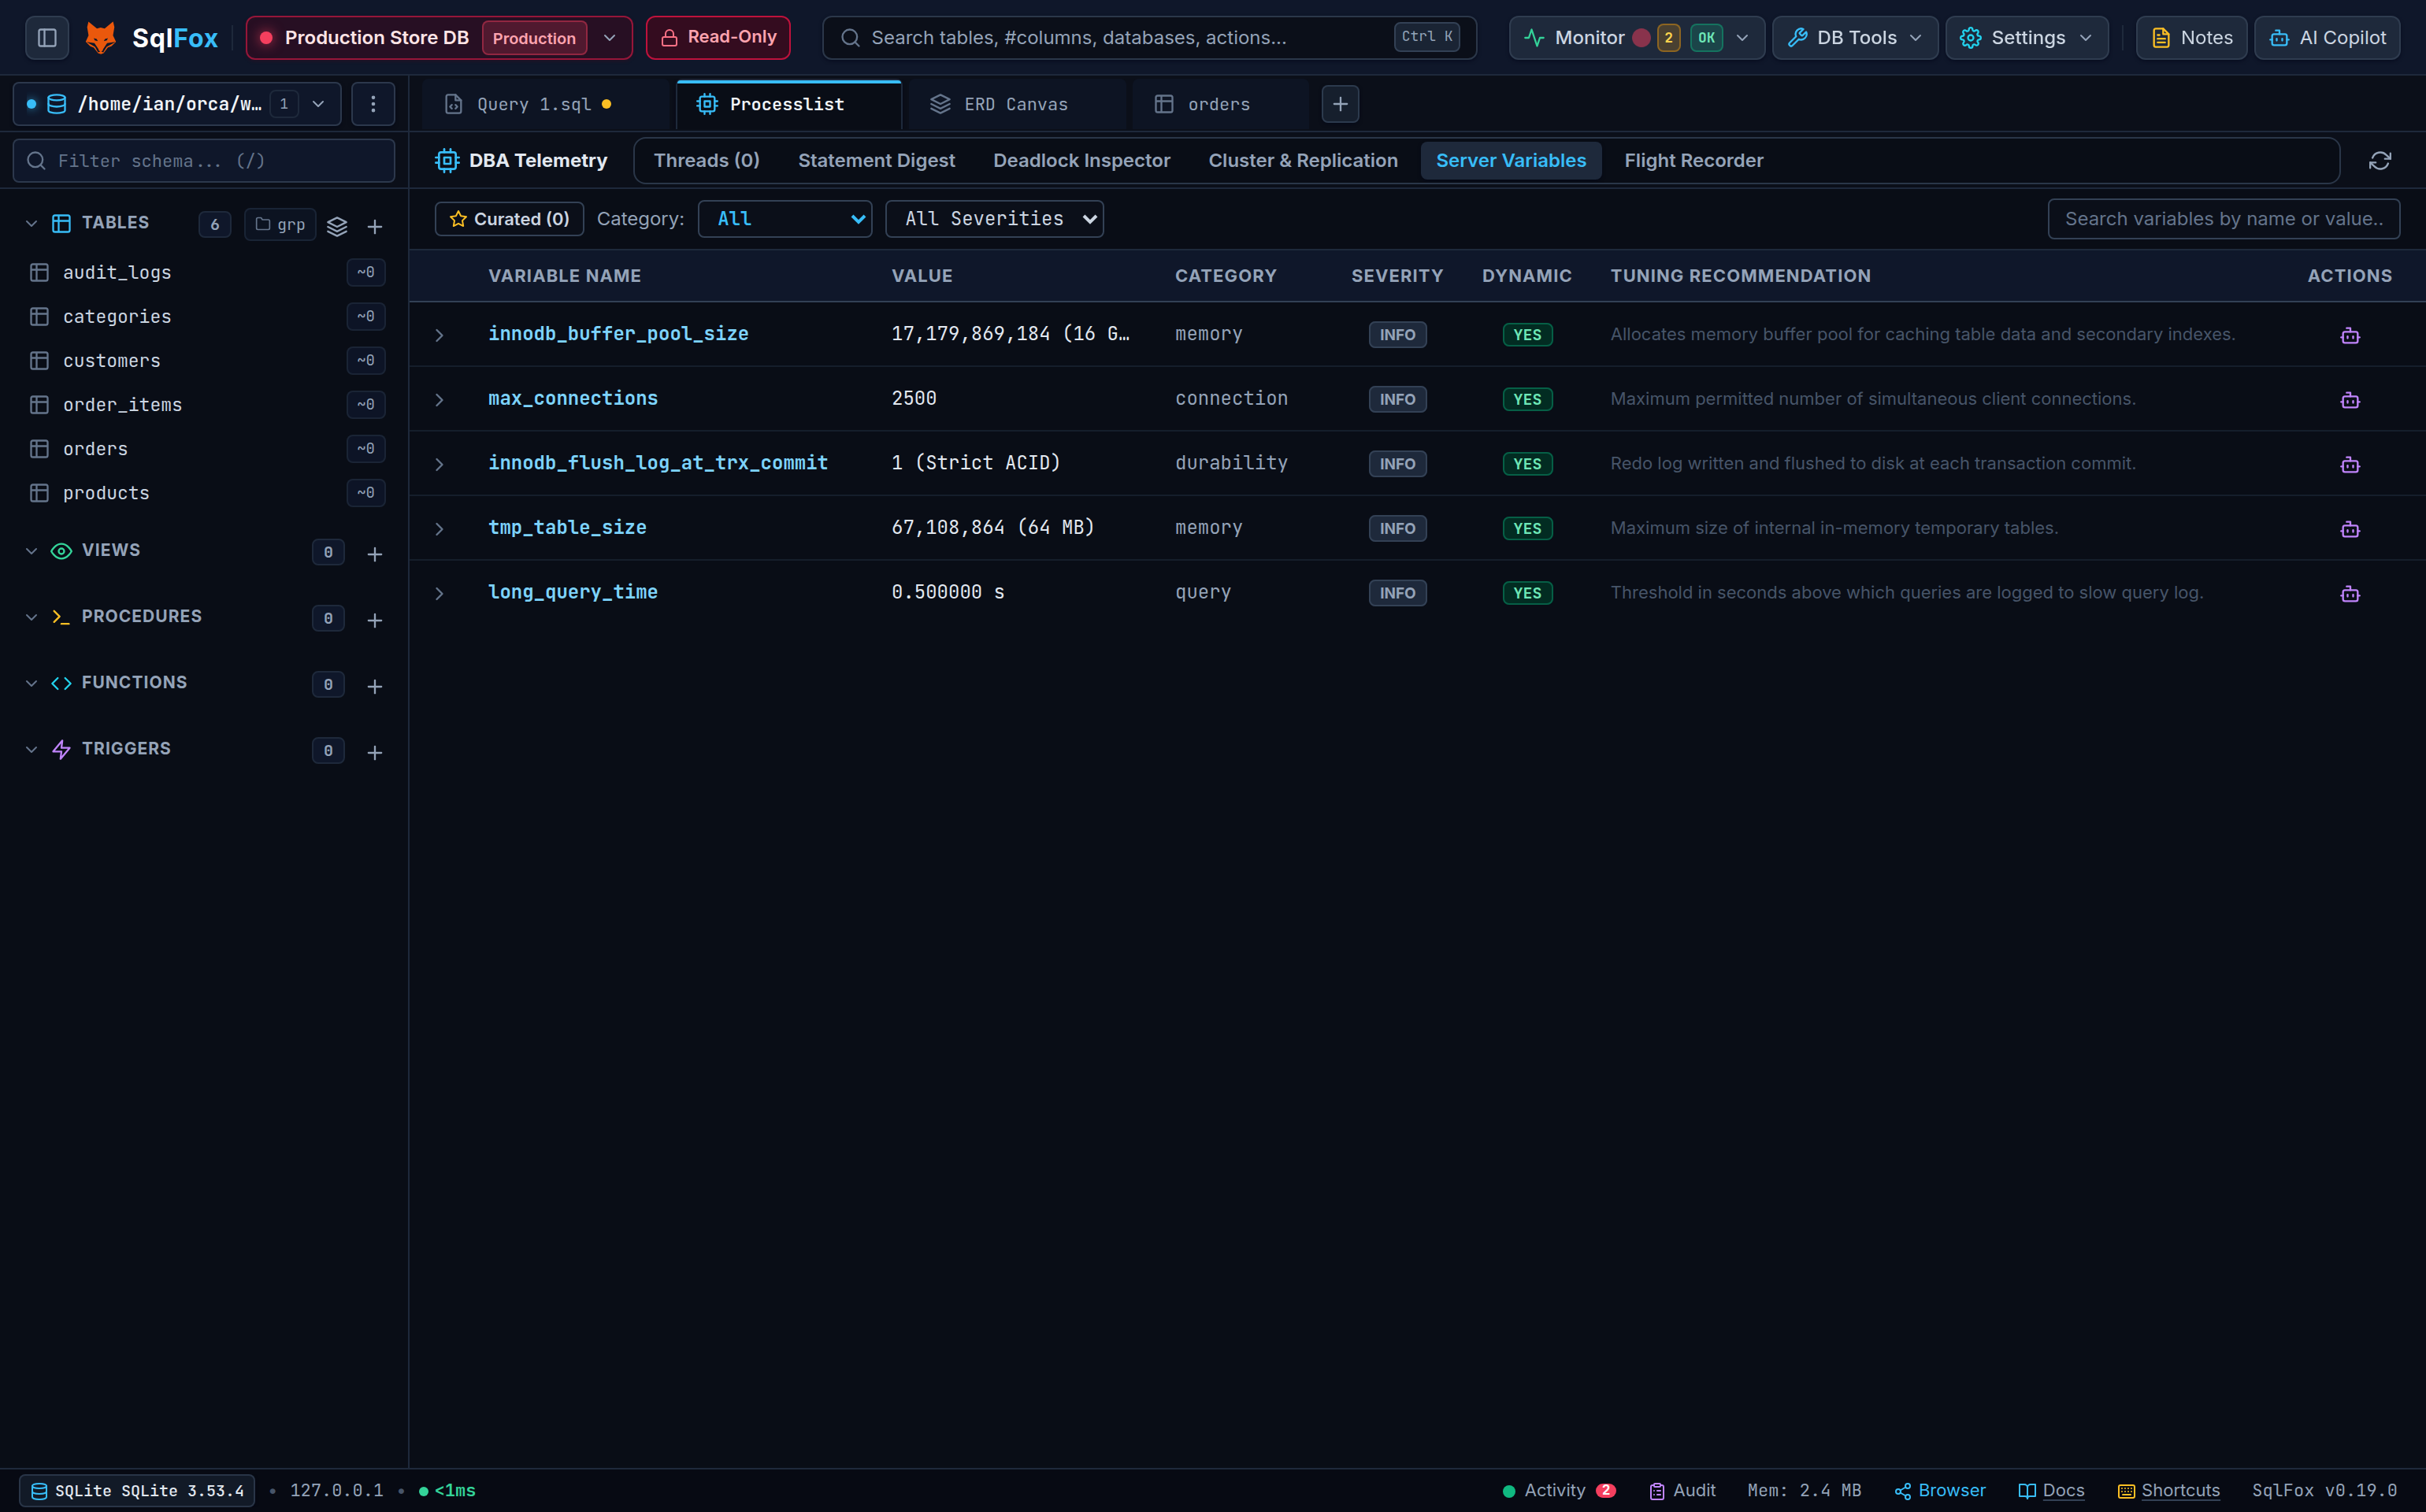 SqlFox Production Store DB Production Read-Only Search tables, #columns, databases, actions... Ctrl K Monitor 2 OK DB Tools Settings Notes AI Copilot
/home/ian/orca/w… 1 Query 1.sql Processlist ERD Canvas orders
Filter schema... (/) DBA Telemetry Threads (0) Statement Digest Deadlock Inspector Cluster & Replication Server Variables Flight Recorder
Curated (0) Category: All All Severities Search variables by name or value..
TABLES 6 grp
audit_logs ~0
categories ~0
customers ~0
order_items ~0
orders ~0
products ~0
VIEWS 0
PROCEDURES 0
FUNCTIONS 0
TRIGGERS 0
VARIABLE NAME VALUE CATEGORY SEVERITY DYNAMIC TUNING RECOMMENDATION ACTIONS
innodb_buffer_pool_size 17,179,869,184 (16 G… memory INFO YES Allocates memory buffer pool for caching table data and secondary indexes.
max_connections 2500 connection INFO YES Maximum permitted number of simultaneous client connections.
innodb_flush_log_at_trx_commit 1 (Strict ACID) durability INFO YES Redo log written and flushed to disk at each transaction commit.
tmp_table_size 67,108,864 (64 MB) memory INFO YES Maximum size of internal in-memory temporary tables.
long_query_time 0.500000 s query INFO YES Threshold in seconds above which queries are logged to slow query log.
SQLite SQLite 3.53.4 • 127.0.0.1 • <1ms Activity 2 Audit Mem: 2.4 MB Browser Docs Shortcuts SqlFox v0.19.0